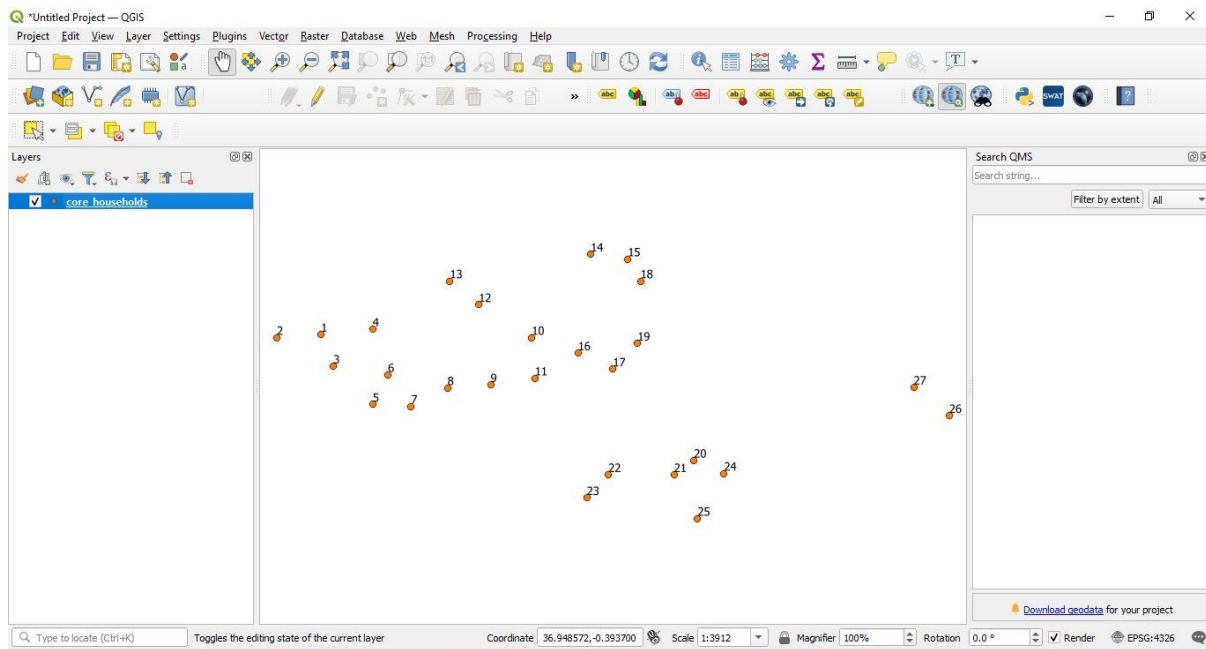 *Untitled Project — QGIS
Project Edit View Layer Settings Plugins Vector Raster Database Web Mesh Processing Help
abc abc
SWAT
Layers
core_households
14
15
13
18
12
4
1
2
10
19
16
3
17
6
11
9
8
27
5
7
26
20
22
21
24
23
25
Search QMS
Search string...
Filter by extent All
Download geodata for your project
Type to locate (Ctrl+K) Toggles the editing state of the current layer Coordinate 36.948572,-0.393700 Scale 1:3912 Magnifier 100% Rotation 0.0 ° Render EPSG:4326